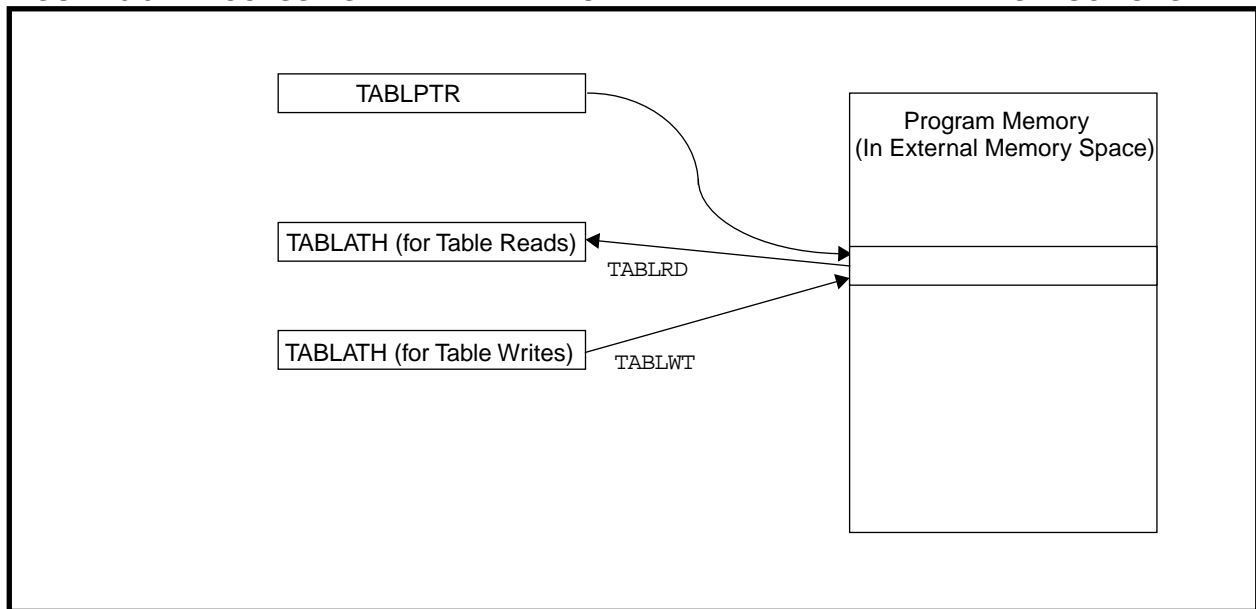 TABLPTR
Program Memory
(In External Memory Space)
TABLATH (for Table Reads)
TABLRD
TABLATH (for Table Writes)
TABLWT